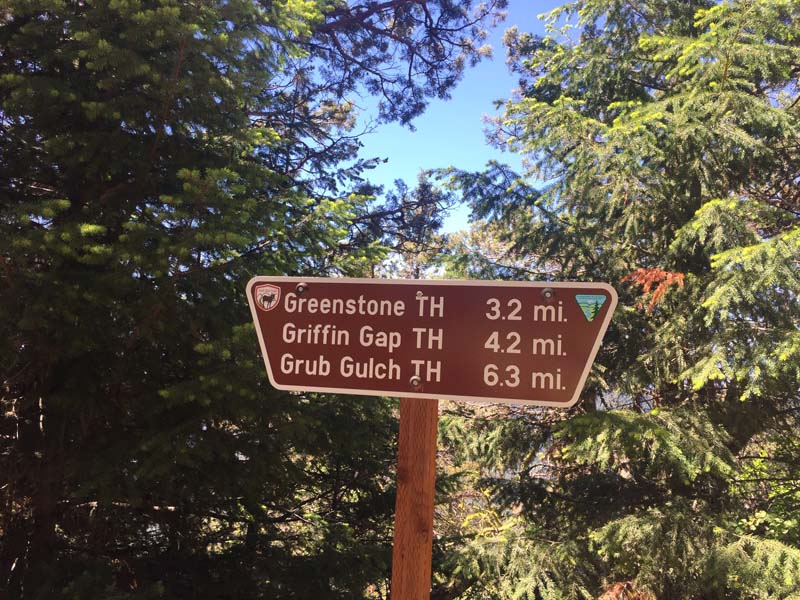 Greenstone TH 3.2 mi.
Griffin Gap TH 4.2 mi.
Grub Gulch TH 6.3 mi.